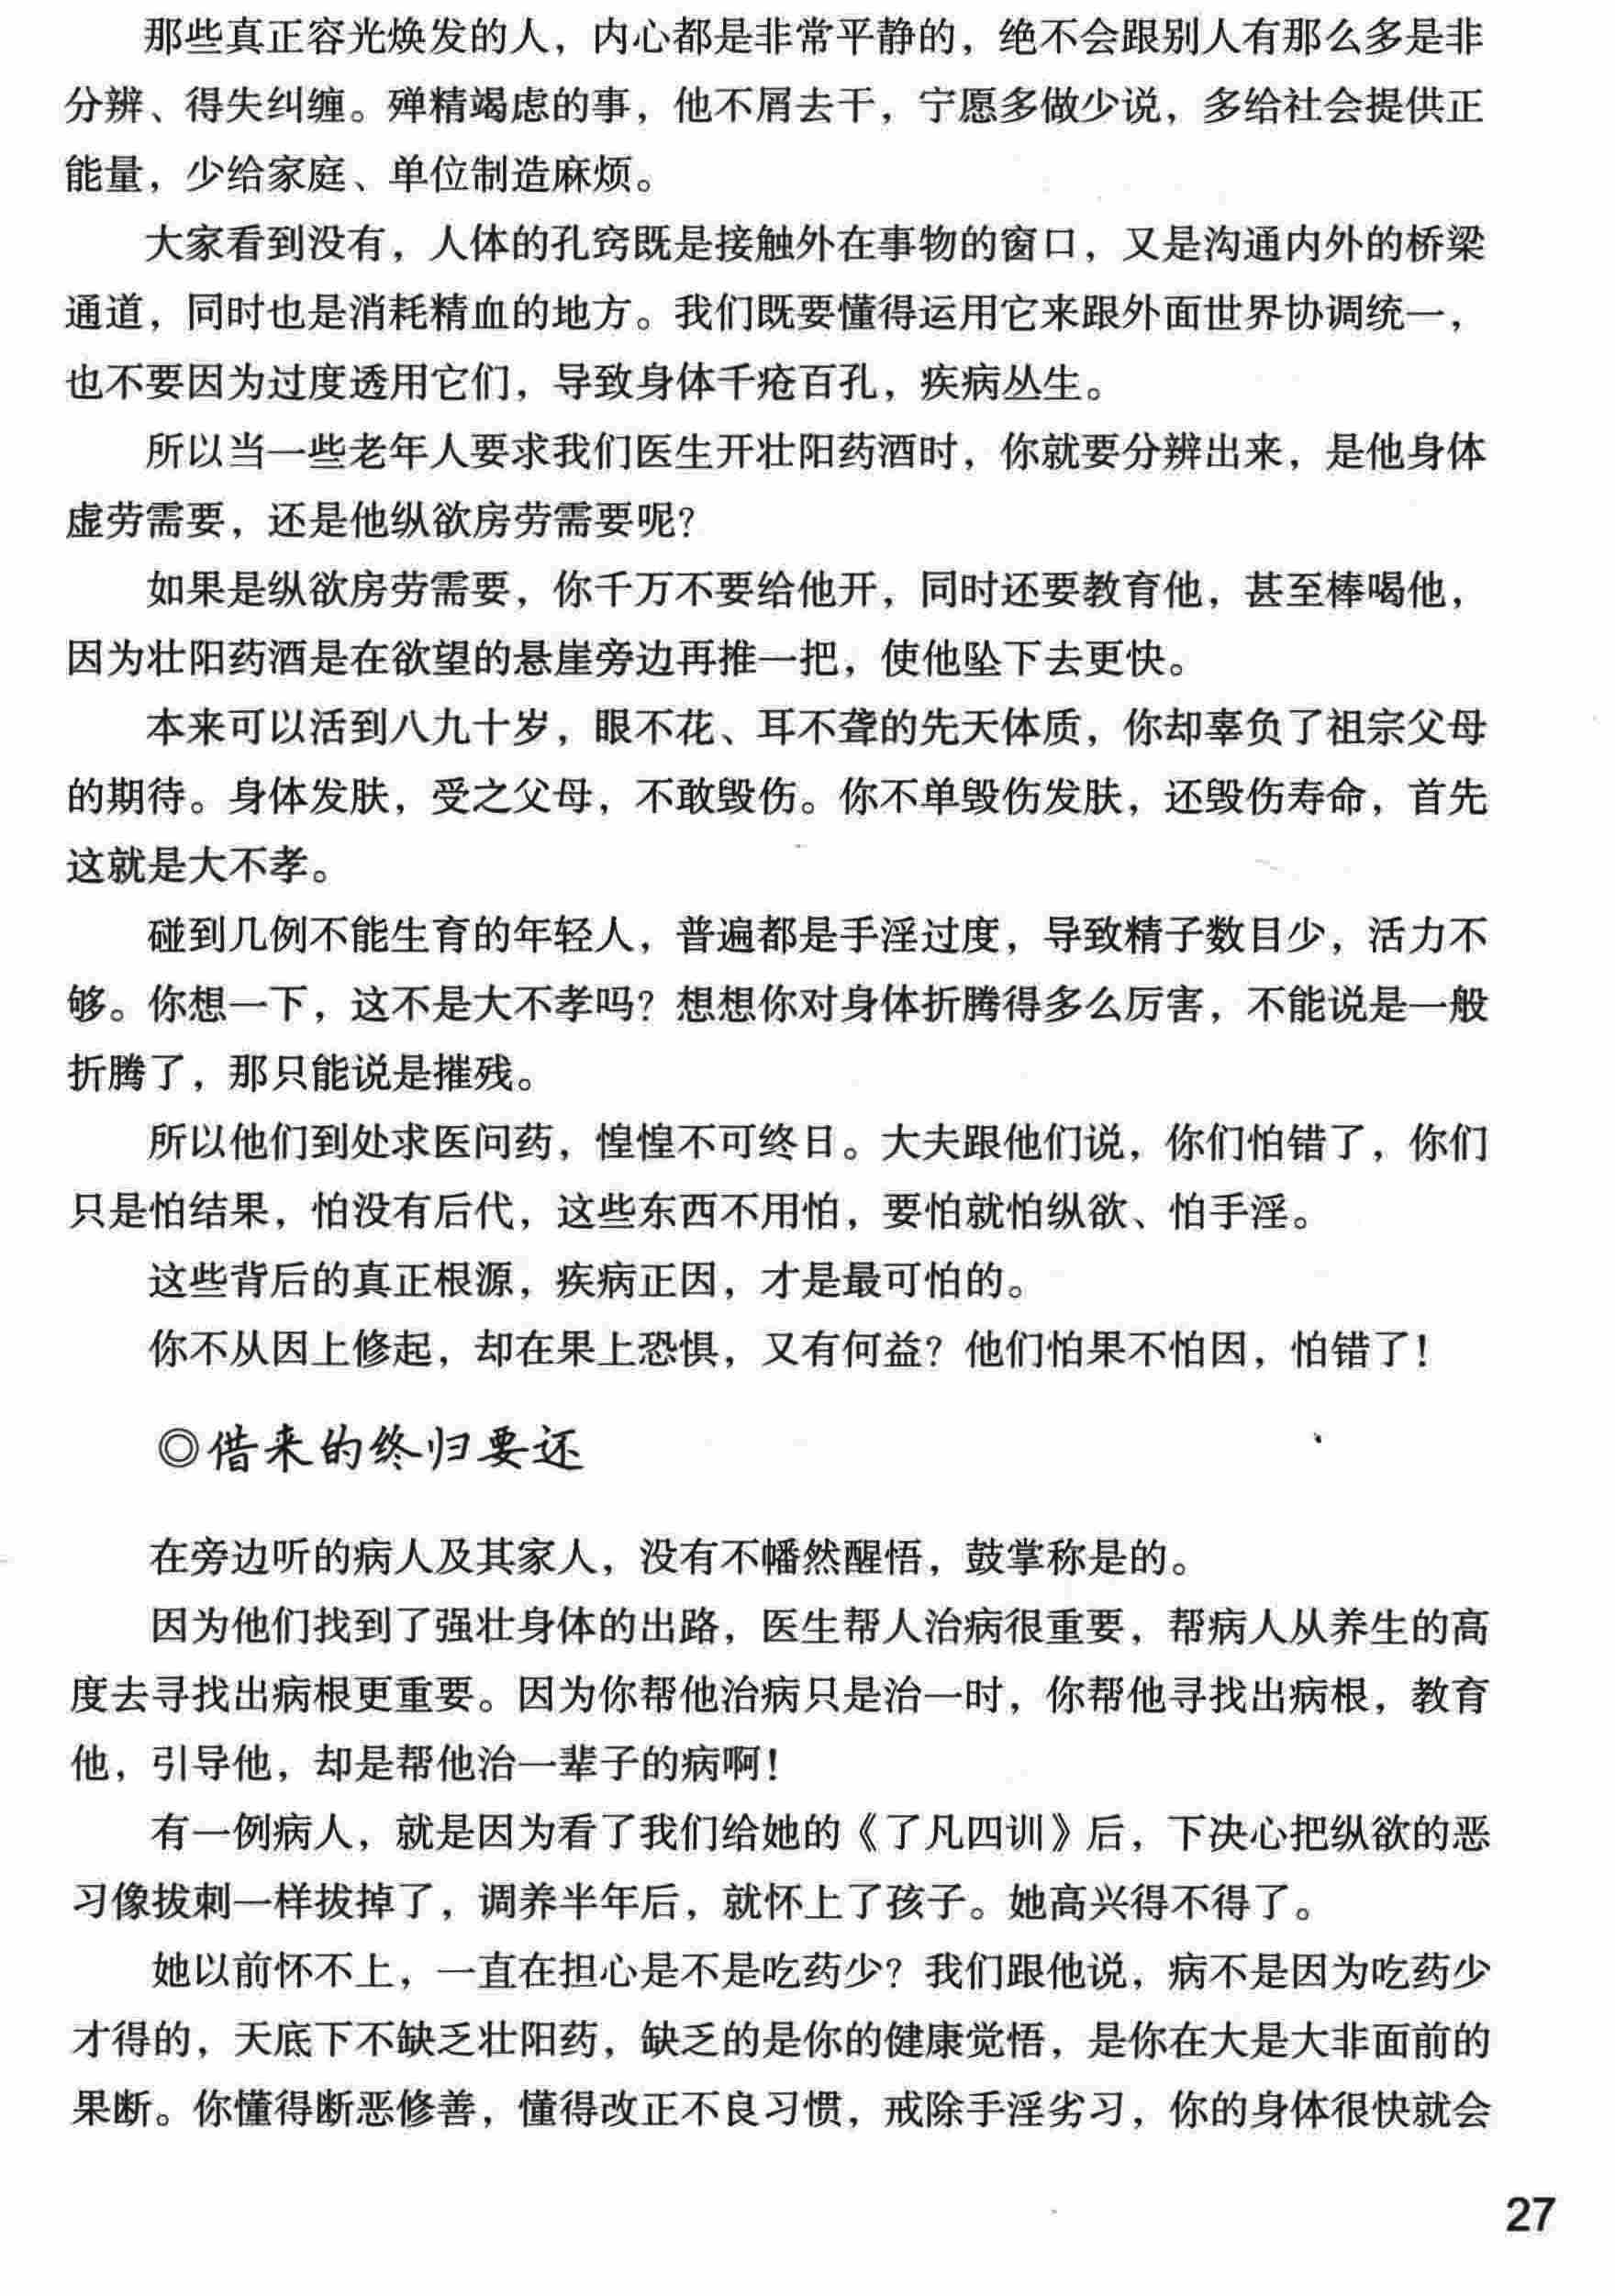 那些真正容光焕发的人，内心都是非常平静的，绝不会跟别人有那么多是非
分辨、得失纠缠。殚精竭虑的事，他不屑去干，宁愿多做少说，多给社会提供正
能量，少给家庭、单位制造麻烦。
大家看到没有，人体的孔窍既是接触外在事物的窗口，又是沟通内外的桥梁
通道，同时也是消耗精血的地方。我们既要懂得运用它来跟外面世界协调统一，
也不要因为过度透用它们，导致身体千疮百孔，疾病丛生。
所以当一些老年人要求我们医生开壮阳药酒时，你就要分辨出来，是他身体
虚劳需要，还是他纵欲房劳需要呢？
如果是纵欲房劳需要，你千万不要给他开，同时还要教育他，甚至棒喝他，
因为壮阳药酒是在欲望的悬崖旁边再推一把，使他坠下去更快。
本来可以活到八九十岁，眼不花、耳不聋的先天体质，你却辜负了祖宗父母
的期待。身体发肤，受之父母，不敢毁伤。你不单毁伤发肤，还毁伤寿命，首先
这就是大不孝。
碰到几例不能生育的年轻人，普遍都是手淫过度，导致精子数目少，活力不
够。你想一下，这不是大不孝吗？想想你对身体折腾得多么厉害，不能说是一般
折腾了，那只能说是摧残。
所以他们到处求医问药，惶惶不可终日。大夫跟他们说，你们怕错了，你们
只是怕结果，怕没有后代，这些东西不用怕，要怕就怕纵欲、怕手淫。
这些背后的真正根源，疾病正因，才是最可怕的。
你不从因上修起，却在果上恐惧，又有何益？他们怕果不怕因，怕错了！
◎借来的终归要还
在旁边听的病人及其家人，没有不幡然醒悟，鼓掌称是的。
因为他们找到了强壮身体的出路，医生帮人治病很重要，帮病人从养生的高
度去寻找出病根更重要。因为你帮他治病只是治一时，你帮他寻找出病根，教育
他，引导他，却是帮他治一辈子的病啊！
有一例病人，就是因为看了我们给她的《了凡四训》后，下决心把纵欲的恶
习像拔刺一样拔掉了，调养半年后，就怀上了孩子。她高兴得不得了。
她以前怀不上，一直在担心是不是吃药少？我们跟他说，病不是因为吃药少
才得的，天底下不缺乏壮阳药，缺乏的是你的健康觉悟，是你在大是大非面前的
果断。你懂得断恶修善，懂得改正不良习惯，戒除手淫劣习，你的身体很快就会
27